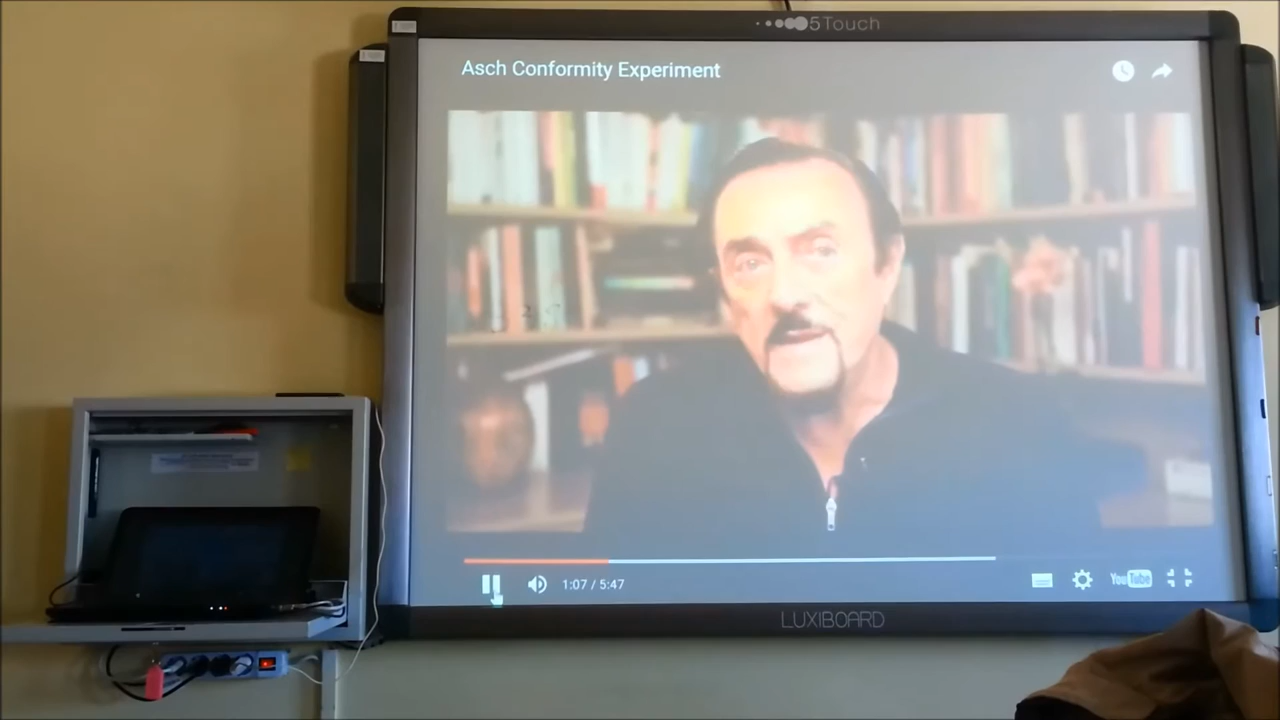 5Touch
Asch Conformity Experiment
1:07 / 5:47
YouTube
LUXIBOARD